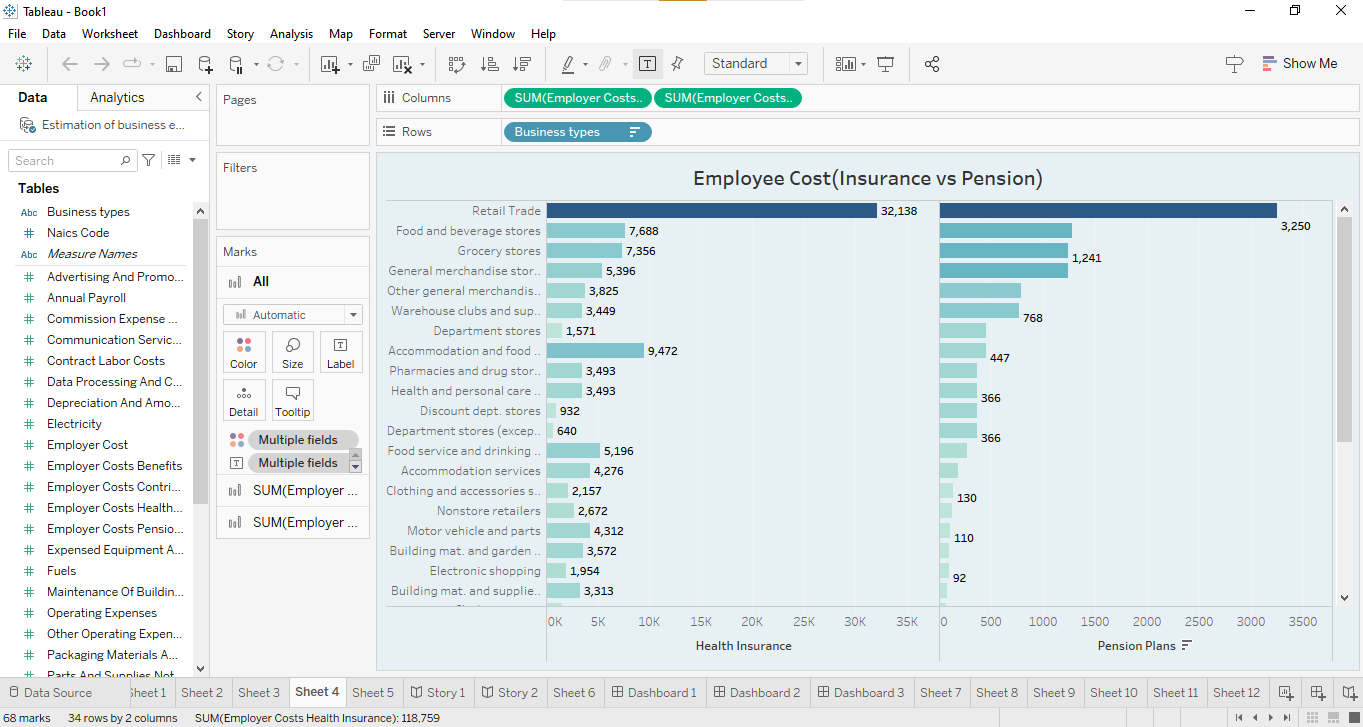 Tableau - Book1
File Data Worksheet Dashboard Story Analysis Map Format Server Window Help
Standard
Show Me
Data Analytics
Estimation of business e...
Search
Tables
Abc Business types
# Naics Code
Abc Measure Names
# Advertising And Promo...
# Annual Payroll
# Commission Expense ...
# Communication Servic...
# Contract Labor Costs
# Data Processing And C...
# Depreciation And Amo...
# Electricity
# Employer Cost
# Employer Costs Benefits
# Employer Costs Contri...
# Employer Costs Health...
# Employer Costs Pensio...
# Expensed Equipment A...
# Fuels
# Maintenance Of Buildin...
# Operating Expenses
# Other Operating Expen...
# Packaging Materials A...
# Parts And Supplies Not
Pages
Filters
Marks
All
Automatic
Color Size T Label
Detail Tooltip
Multiple fields
T Multiple fields
SUM(Employer ...
SUM(Employer ...
Columns SUM(Employer Costs.. SUM(Employer Costs..
Rows Business types
Employee Cost(Insurance vs Pension)
Retail Trade 32,138 3,250
Food and beverage stores 7,688
Grocery stores 7,356 1,241
General merchandise stor.. 5,396
Other general merchandis.. 3,825
Warehouse clubs and sup.. 3,449 768
Department stores 1,571
Accommodation and food .. 9,472 447
Pharmacies and drug stor.. 3,493
Health and personal care .. 3,493 366
Discount dept. stores 932
Department stores (excep.. 640 366
Food service and drinking .. 5,196
Accommodation services 4,276
Clothing and accessories s.. 2,157 130
Nonstore retailers 2,672
Motor vehicle and parts 4,312 110
Building mat. and garden .. 3,572
Electronic shopping 1,954 92
Building mat. and supplie.. 3,313
0K 5K 10K 15K 20K 25K 30K 35K 0 500 1000 1500 2000 2500 3000 3500
Health Insurance Pension Plans
Data Source Sheet 1 Sheet 2 Sheet 3 Sheet 4 Sheet 5 Story 1 Story 2 Sheet 6 Dashboard 1 Dashboard 2 Dashboard 3 Sheet 7 Sheet 8 Sheet 9 Sheet 10 Sheet 11 Sheet 12
68 marks 34 rows by 2 columns SUM(Employer Costs Health Insurance): 118,759